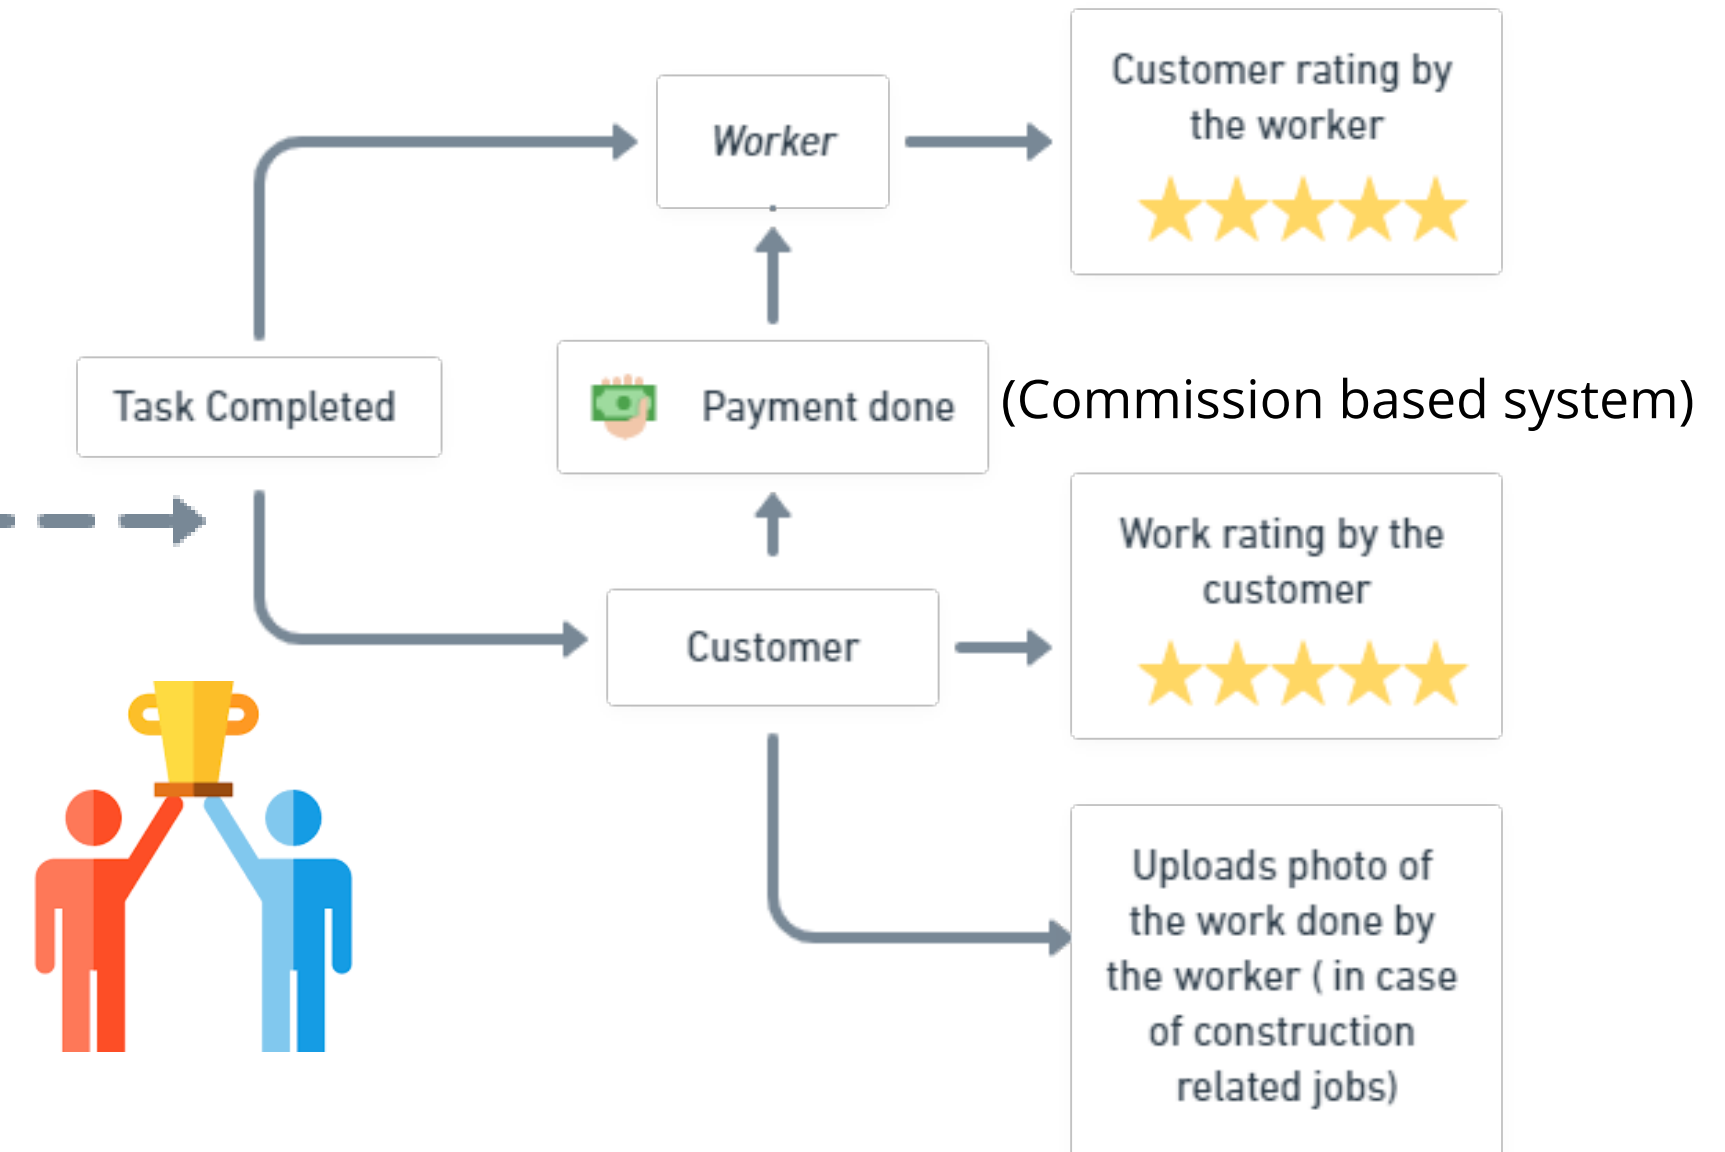 Customer rating by
the worker
Worker
Task Completed
Payment done
(Commission based system)
Work rating by the
customer
Customer
Uploads photo of
the work done by
the worker ( in case
of construction
related jobs)